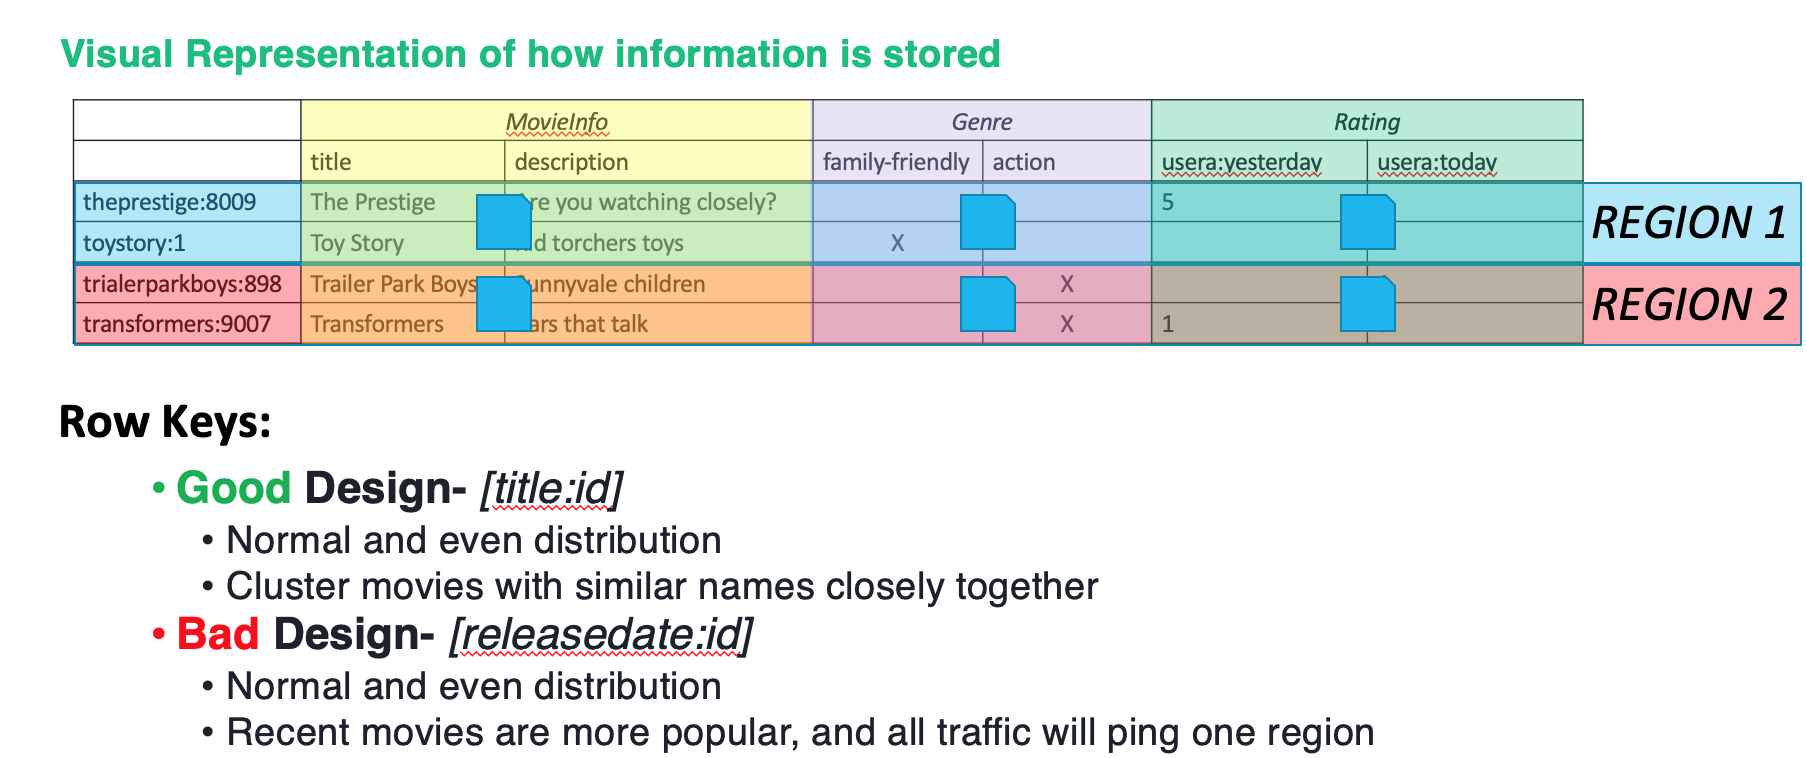 Visual Representation of how information is stored
MovieInfo Genre Rating
title description family-friendly action usera:yesterday usera:today
theprestige:8009 The Prestige re you watching closely? 5
REGION 1
toystory:1 Toy Story torchers toys X
trialerparkboys:898 Trailer Park Boys unnyvale children X
REGION 2
transformers:9007 Transformers ars that talk X 1
Row Keys:
• Good Design- [title:id]
• Normal and even distribution
• Cluster movies with similar names closely together
• Bad Design- [releasedate:id]
• Normal and even distribution
• Recent movies are more popular, and all traffic will ping one region